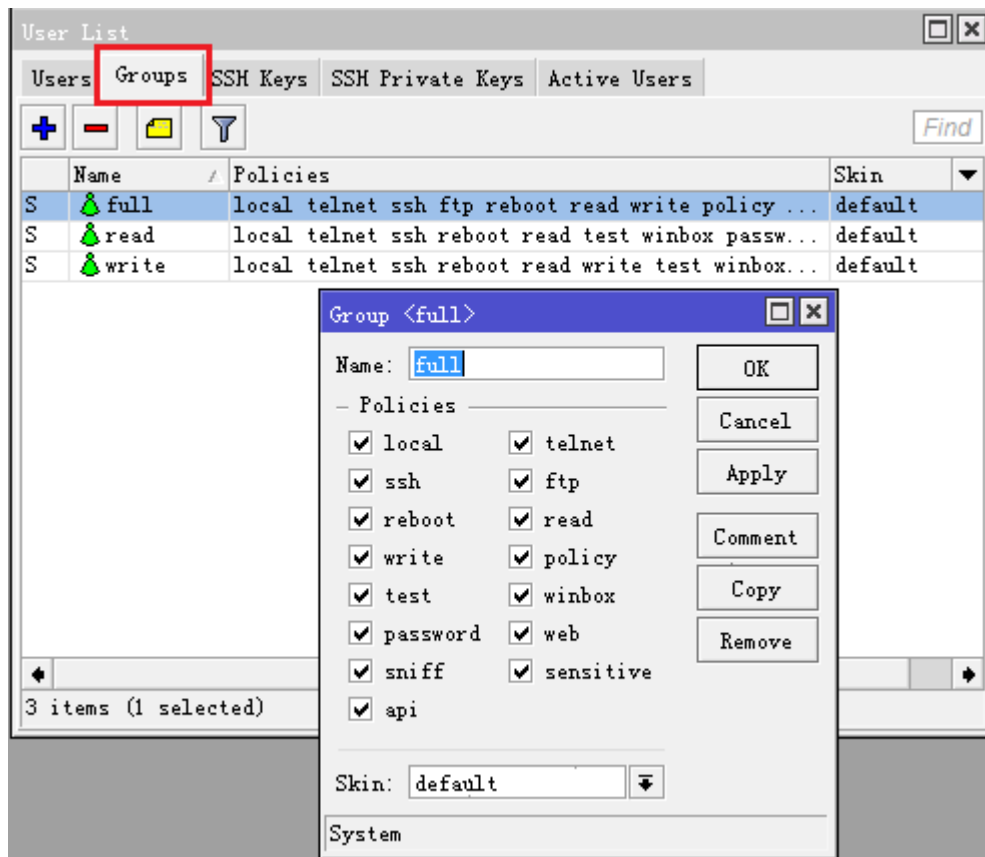 User List
Users Groups SSH Keys SSH Private Keys Active Users
Find
Name Policies Skin
S full local telnet ssh ftp reboot read write policy ... default
S read local telnet ssh reboot read test winbox passw... default
S write local telnet ssh reboot read write test winbox... default
Group <full>
Name: full OK
Policies Cancel
local telnet
ssh ftp Apply
reboot read
write policy Comment
test winbox Copy
password web Remove
sniff sensitive
api
3 items (1 selected)
Skin: default
System